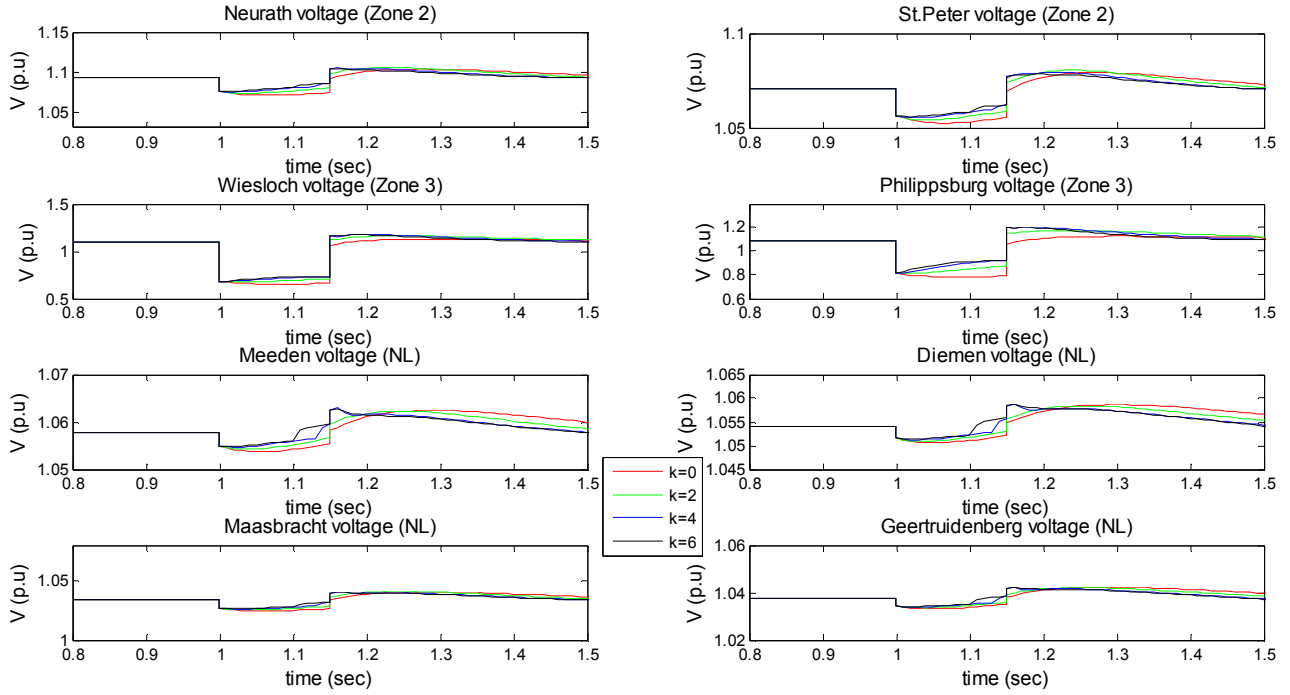 Neurath voltage (Zone 2)
V (p.u)
1.15
1.1
1.05
0.8 0.9 1 1.1 1.2 1.3 1.4 1.5
time (sec)
St.Peter voltage (Zone 2)
V (p.u)
1.1
1.05
0.8 0.9 1 1.1 1.2 1.3 1.4 1.5
time (sec)
Wiesloch voltage (Zone 3)
V (p.u)
1.5
1
0.5
0.8 0.9 1 1.1 1.2 1.3 1.4 1.5
time (sec)
Philippsburg voltage (Zone 3)
V (p.u)
1.2
1
0.8
0.6
0.8 0.9 1 1.1 1.2 1.3 1.4 1.5
time (sec)
Meeden voltage (NL)
V (p.u)
1.07
1.06
1.05
0.8 0.9 1 1.1 1.2 1.3 1.4 1.5
time (sec)
Diemen voltage (NL)
V (p.u)
1.065
1.06
1.055
1.05
1.045
0.8 0.9 1 1.1 1.2 1.3 1.4 1.5
time (sec)
k=0
k=2
k=4
k=6
Maasbracht voltage (NL)
V (p.u)
1.05
1
0.8 0.9 1 1.1 1.2 1.3 1.4 1.5
time (sec)
Geertruidenberg voltage (NL)
V (p.u)
1.06
1.04
1.02
0.8 0.9 1 1.1 1.2 1.3 1.4 1.5
time (sec)